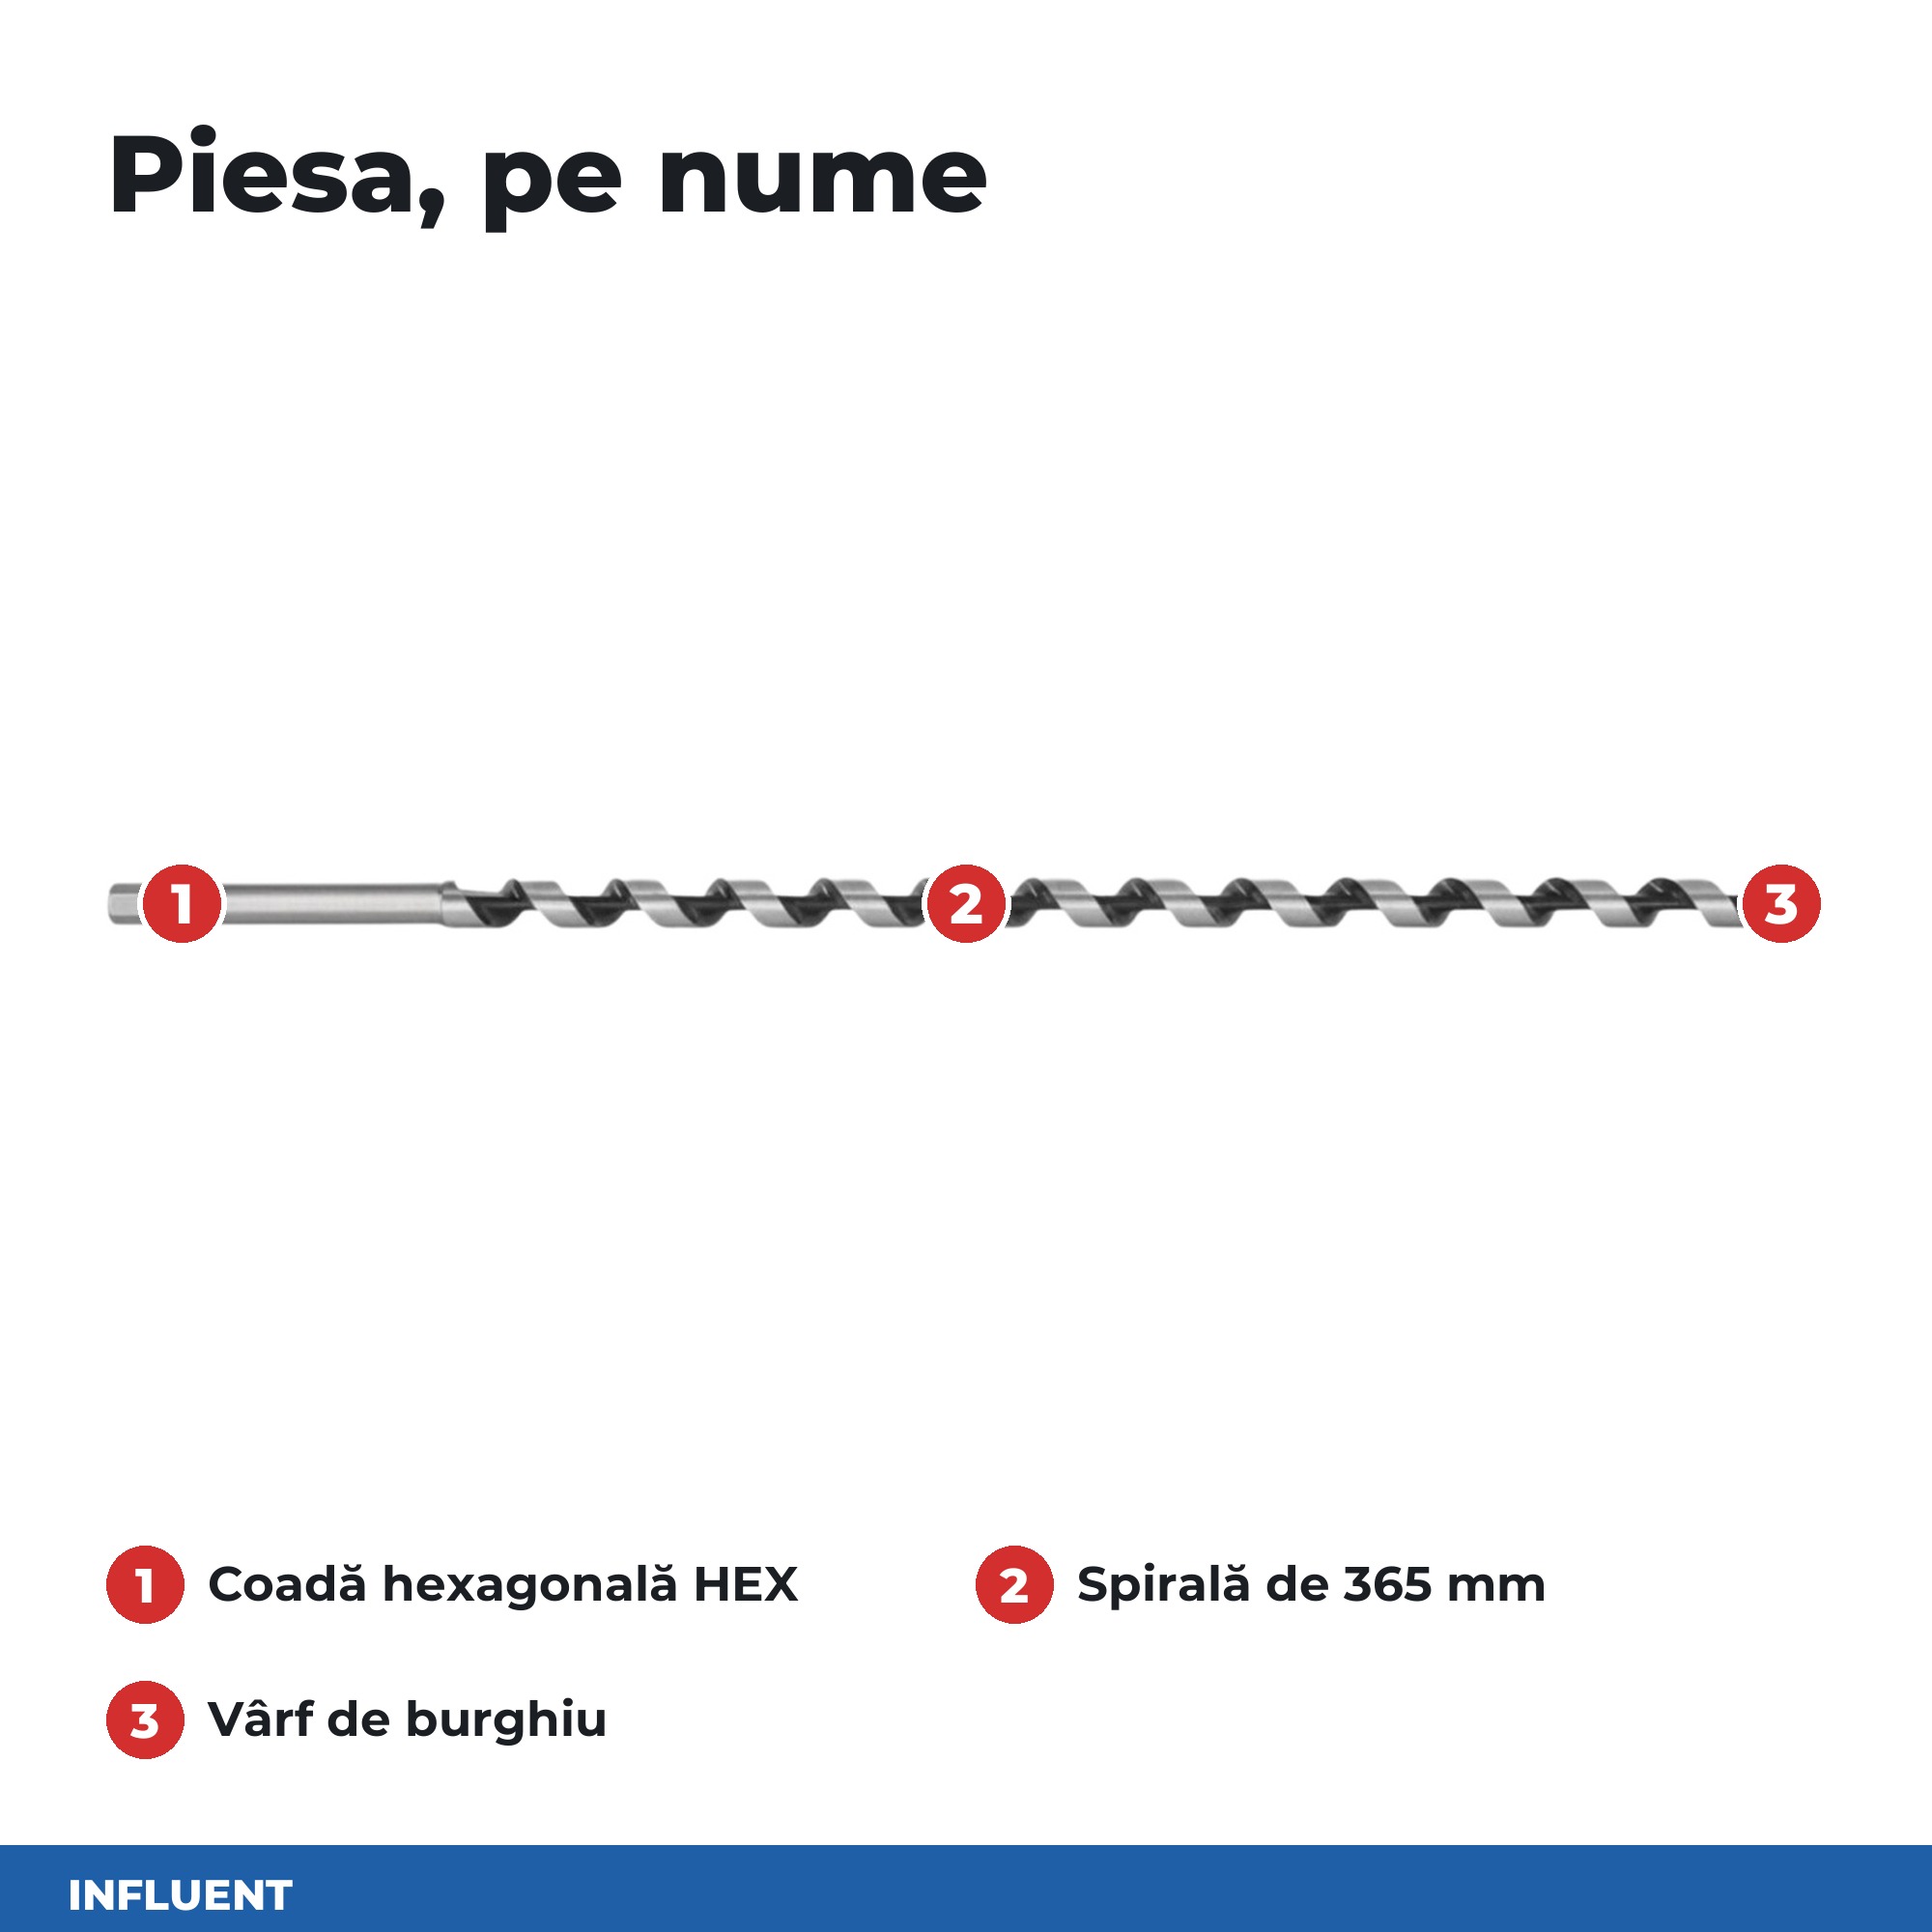 Piesa, pe nume
1 2 3
1 Coadă hexagonală HEX
2 Spirală de 365 mm
3 Vârf de burghiu
INFLUENT